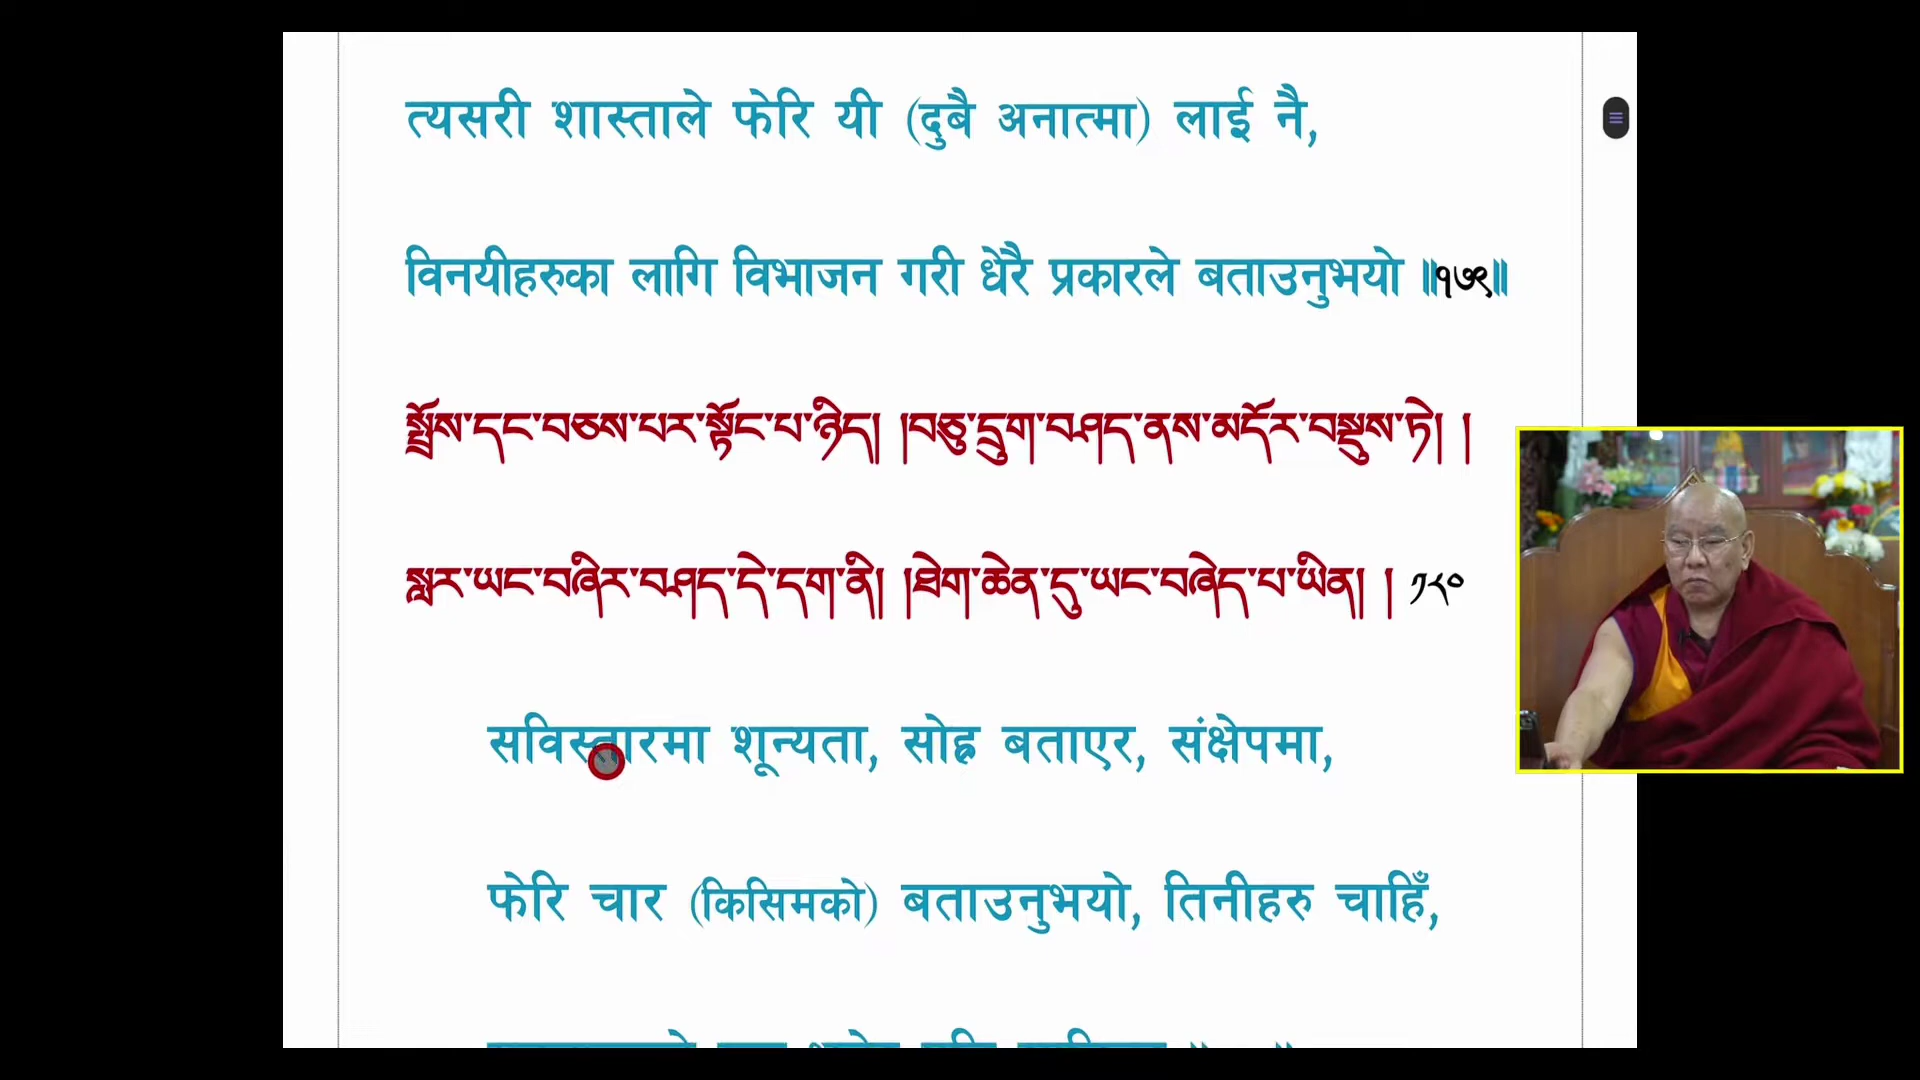 त्यसरी शास्ताले फेरि यी (दुबै अनात्मा) लाई नै,
विनयीहरुका लागि विभाजन गरी धेरै प्रकारले बताउनुभयो ॥१७९॥
སྤྲོས་དང་བཅས་པར་སྟོང་པ་ཉིད། །བཅུ་དྲུག་བཤད་ནས་མདོར་བསྡུས་ཏེ། །
སླར་ཡང་བཞིར་བཤད་དེ་དག་ནི། །ཐེག་ཆེན་དུ་ཡང་བཞེད་པ་ཡིན། ། ༡༨༠
सविस्तारमा शून्यता, सोह्र बताएर, संक्षेपमा,
फेरि चार (किसिमको) बताउनुभयो, तिनीहरु चाहिँ,